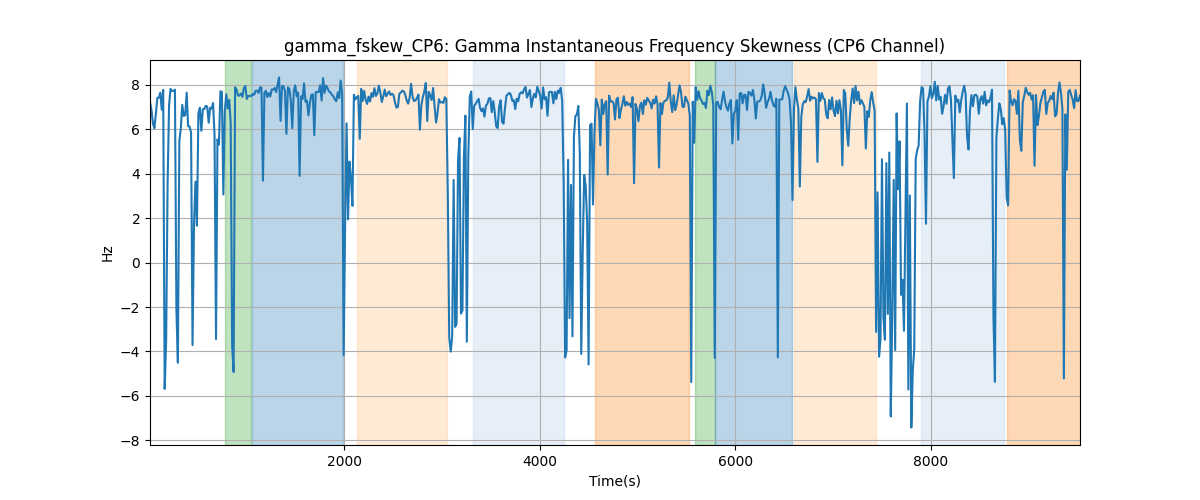 gamma_fskew_CP6: Gamma Instantaneous Frequency Skewness (CP6 Channel)
8
6
4
2
0
−2
−4
−6
−8
Hz
2000 4000 6000 8000
Time(s)